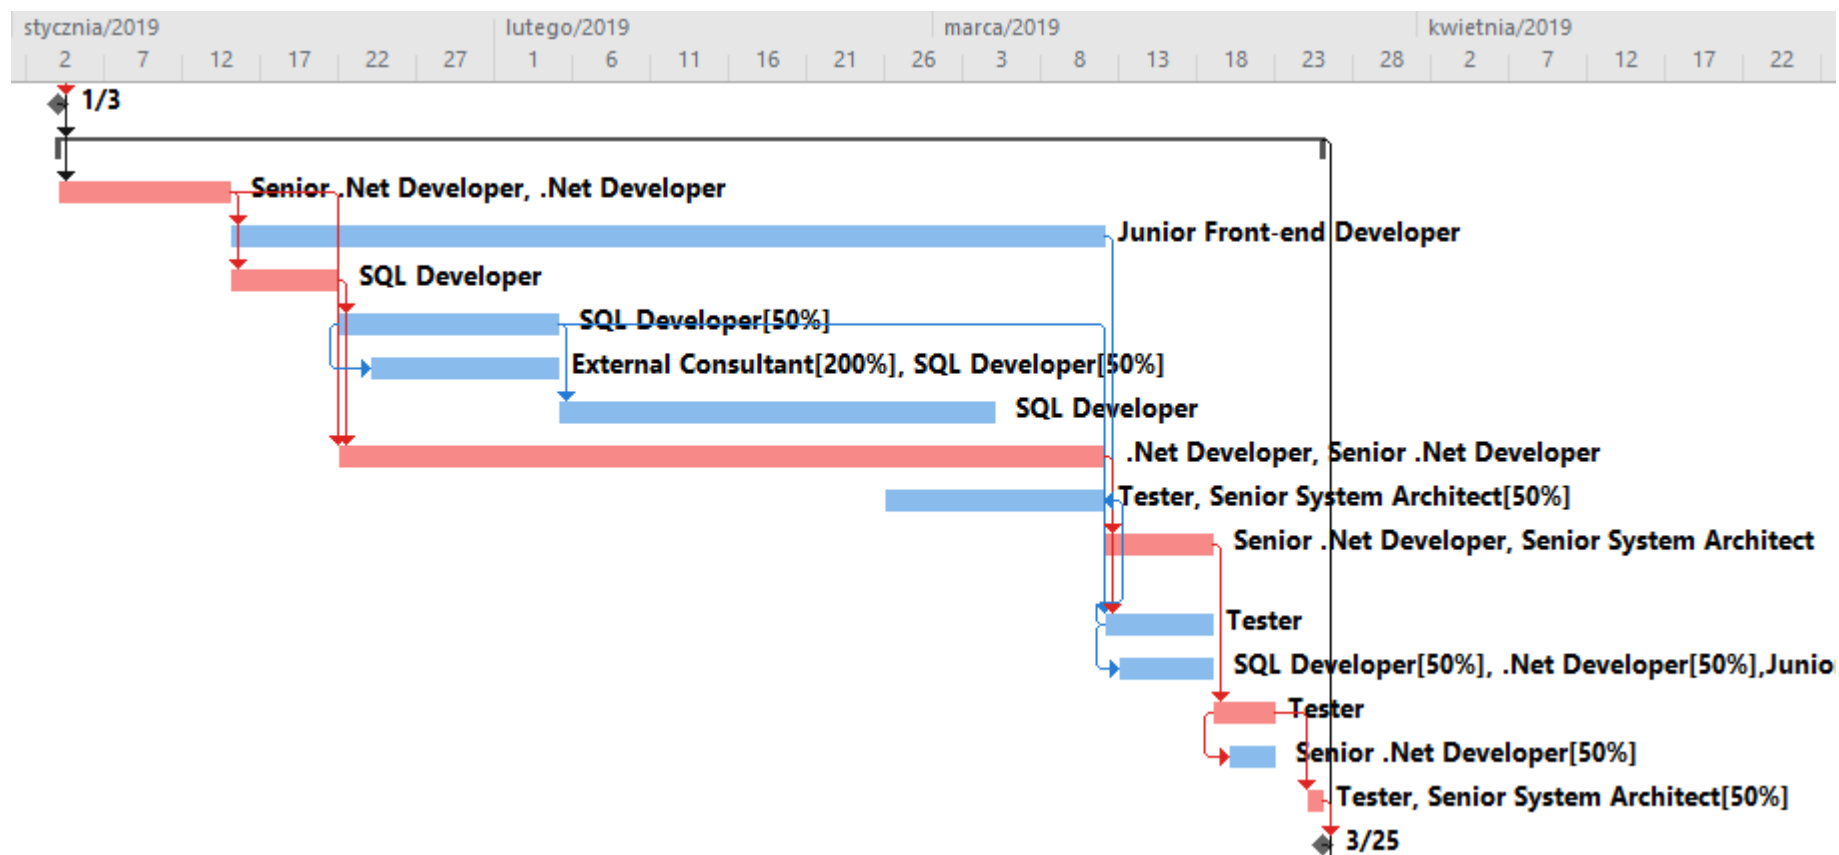 stycznia/2019 lutego/2019 marca/2019 kwietnia/2019
2 7 12 17 22 27 1 6 11 16 21 26 3 8 13 18 23 28 2 7 12 17 22
1/3
Senior .Net Developer, .Net Developer
Junior Front-end Developer
SQL Developer
SQL Developer[50%]
External Consultant[200%], SQL Developer[50%]
SQL Developer
.Net Developer, Senior .Net Developer
Tester, Senior System Architect[50%]
Senior .Net Developer, Senior System Architect
Tester
SQL Developer[50%], .Net Developer[50%],Junio
Tester
Senior .Net Developer[50%]
Tester, Senior System Architect[50%]
3/25